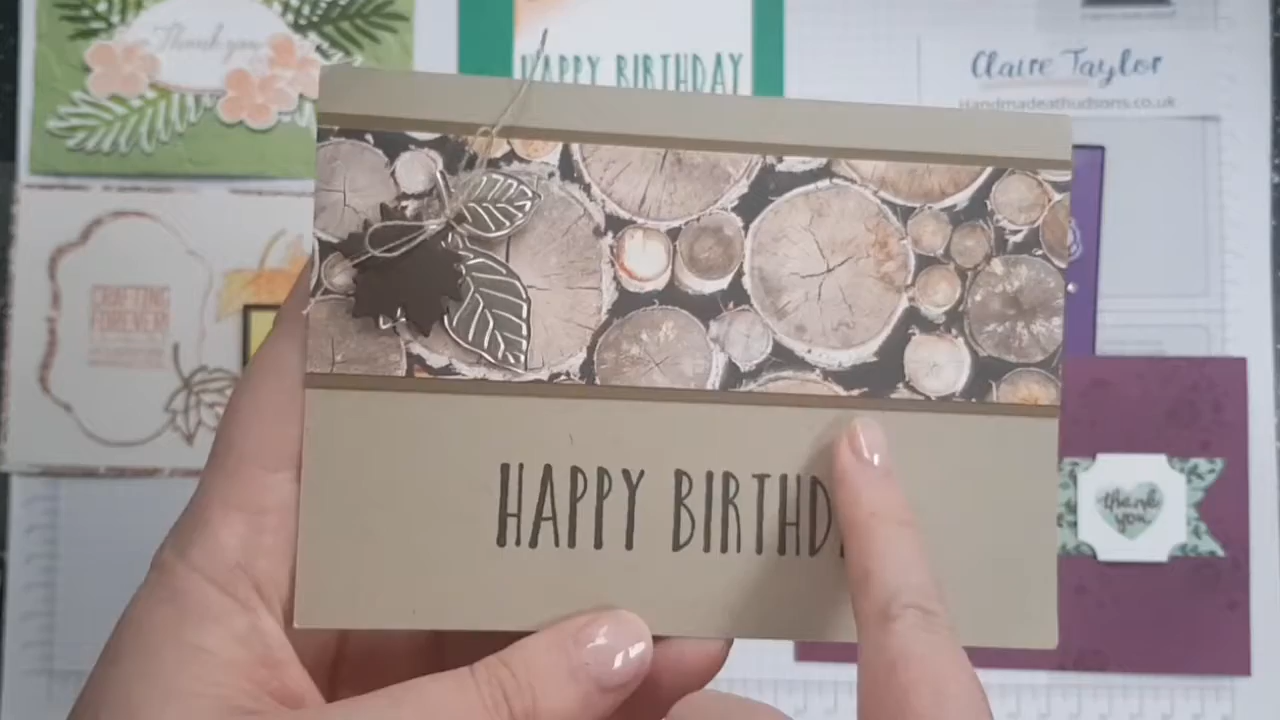 Thank you
HAPPY BIRTHDAY
Claire Taylor
Handmadeathudsons.co.uk
CRAFTING
FOREVER!
HAPPY BIRTHD
thank
you